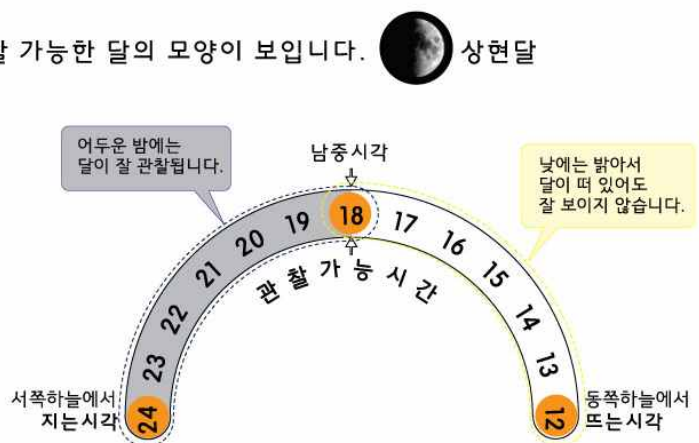 가능한 달의 모양이 보입니다. 상현달
어두운 밤에는
달이 잘 관찰됩니다.
남중시각
낮에는 밝아서
달이 떠 있어도
잘 보이지 않습니다.
24 23 22 21 20 19 18 17 16 15 14 13 12
관찰가능시간
서쪽하늘에서
지는시각
동쪽하늘에서
뜨는시각